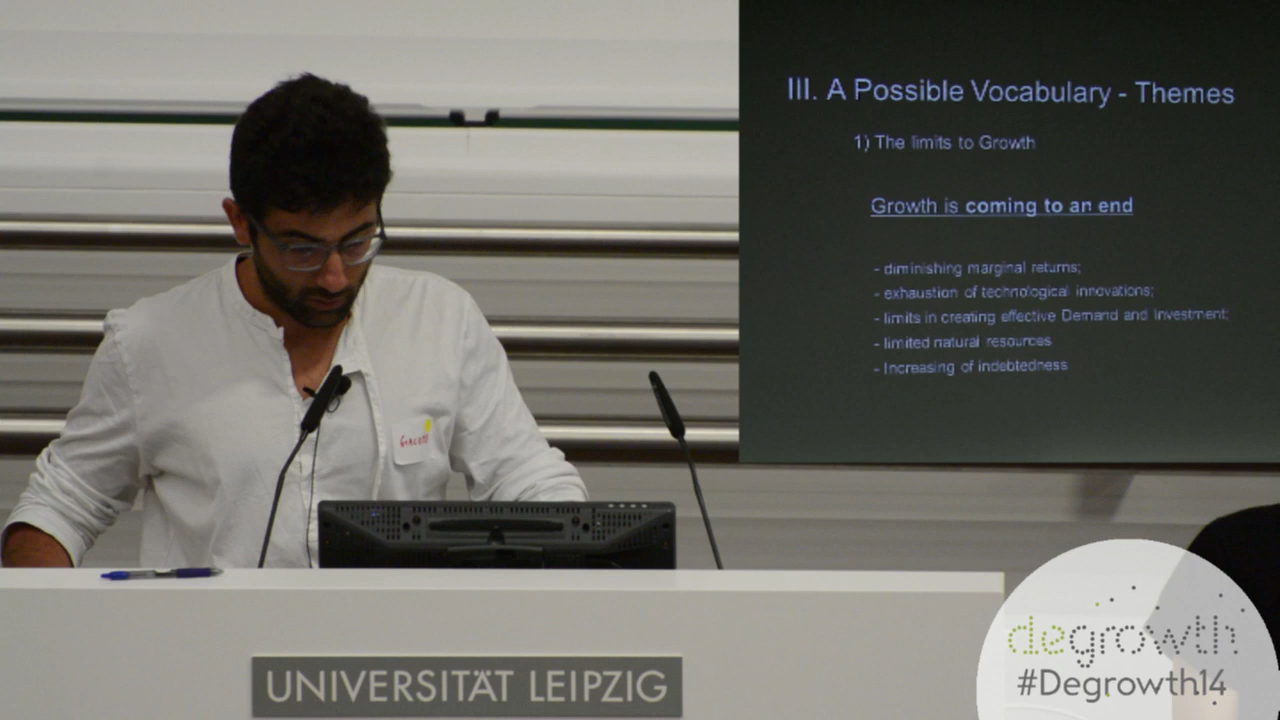 III. A Possible Vocabulary - Themes
1) The limits to Growth
Growth is coming to an end
- diminishing marginal returns;
- exhaustion of technological innovations;
- limits in creating effective Demand and Investment;
- limited natural resources
- Increasing of indebtedness
UNIVERSITÄT LEIPZIG
degrowth
#Degrowth14